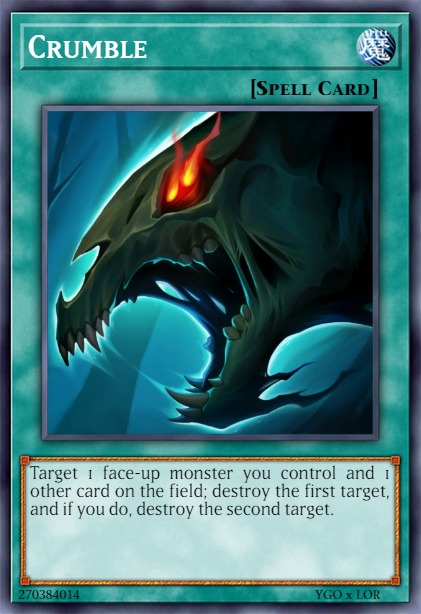 Crumble
魔
[Spell Card]
Target 1 face-up monster you control and 1
other card on the field; destroy the first target,
and if you do, destroy the second target.
270384014 YGO x LOR